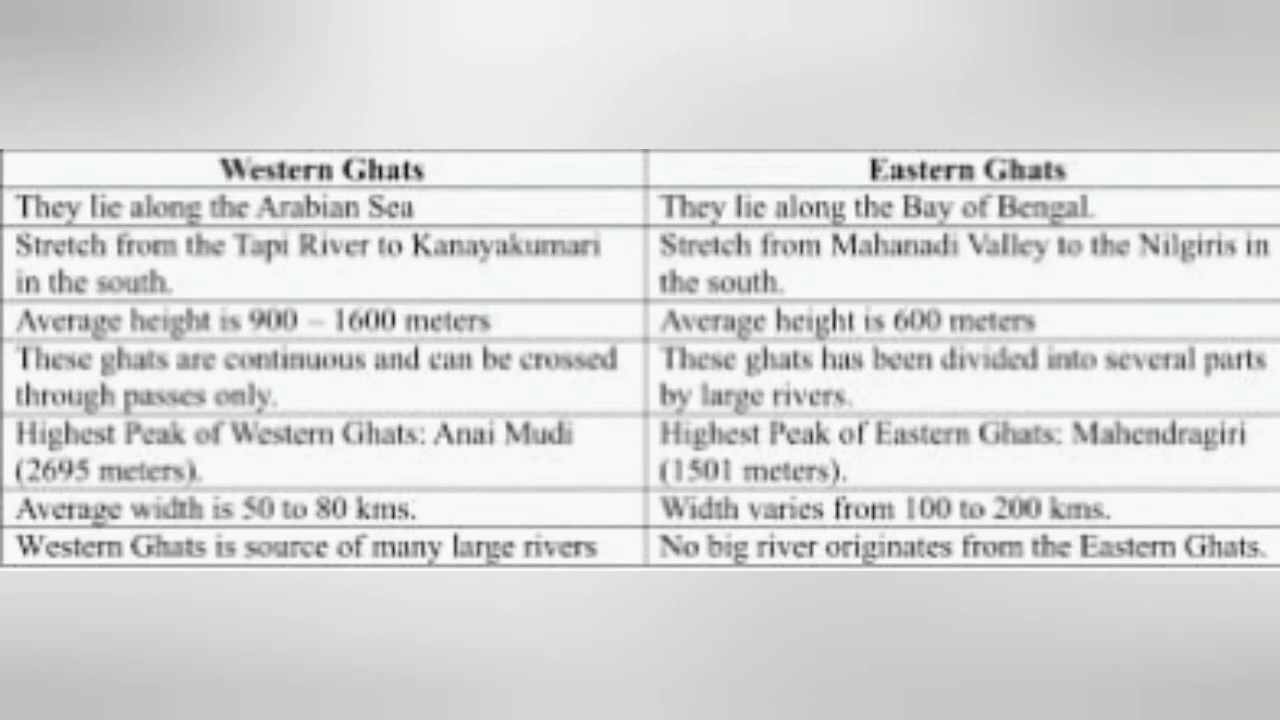 Western Ghats
Eastern Ghats
They lie along the Arabian Sea
They lie along the Bay of Bengal.
Stretch from the Tapi River to Kanayakumari
in the south.
Stretch from Mahanadi Valley to the Nilgiris in
the south.
Average height is 900 – 1600 meters
Average height is 600 meters
These ghats are continuous and can be crossed
through passes only.
These ghats has been divided into several parts
by large rivers.
Highest Peak of Western Ghats: Anai Mudi
(2695 meters).
Highest Peak of Eastern Ghats: Mahendragiri
(1501 meters).
Average width is 50 to 80 kms.
Width varies from 100 to 200 kms.
Western Ghats is source of many large rivers
No big river originates from the Eastern Ghats.